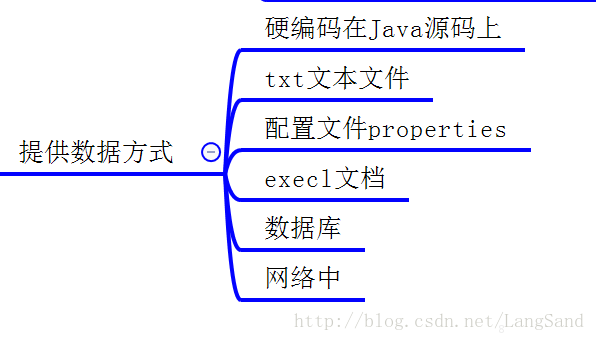 硬编码在Java源码上
txt文本文件
配置文件properties
提供数据方式
execl文档
数据库
网络中
http://blog.csdn.net/LangSand